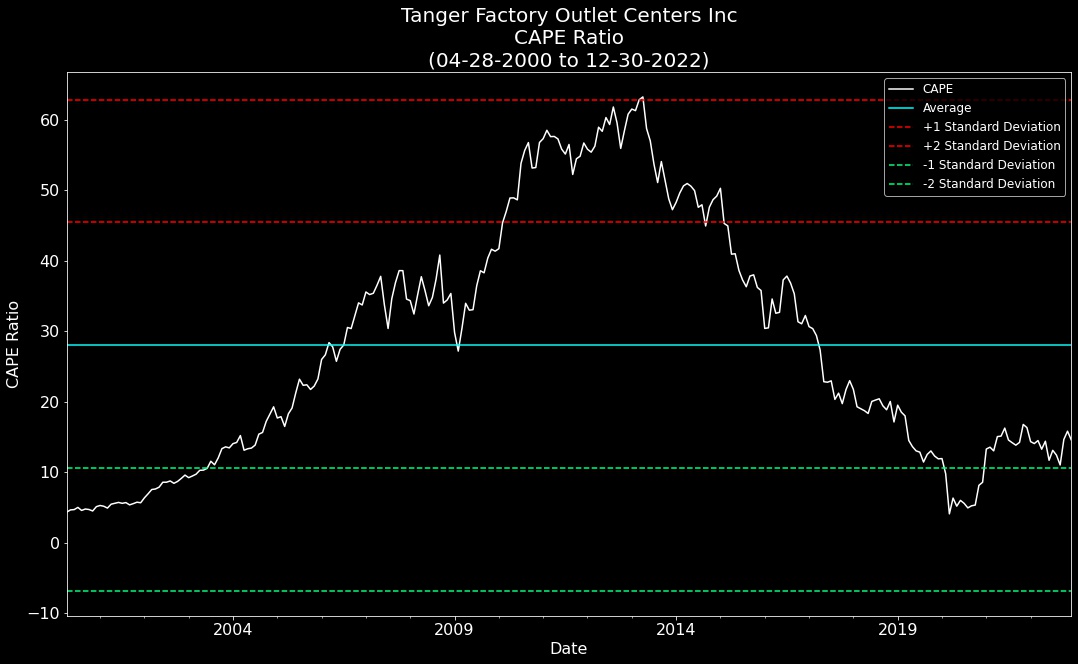 Tanger Factory Outlet Centers Inc
CAPE Ratio
(04-28-2000 to 12-30-2022)
CAPE
Average
+1 Standard Deviation
+2 Standard Deviation
-1 Standard Deviation
-2 Standard Deviation
CAPE Ratio
60
50
40
30
20
10
0
−10
2004
2009
2014
2019
Date